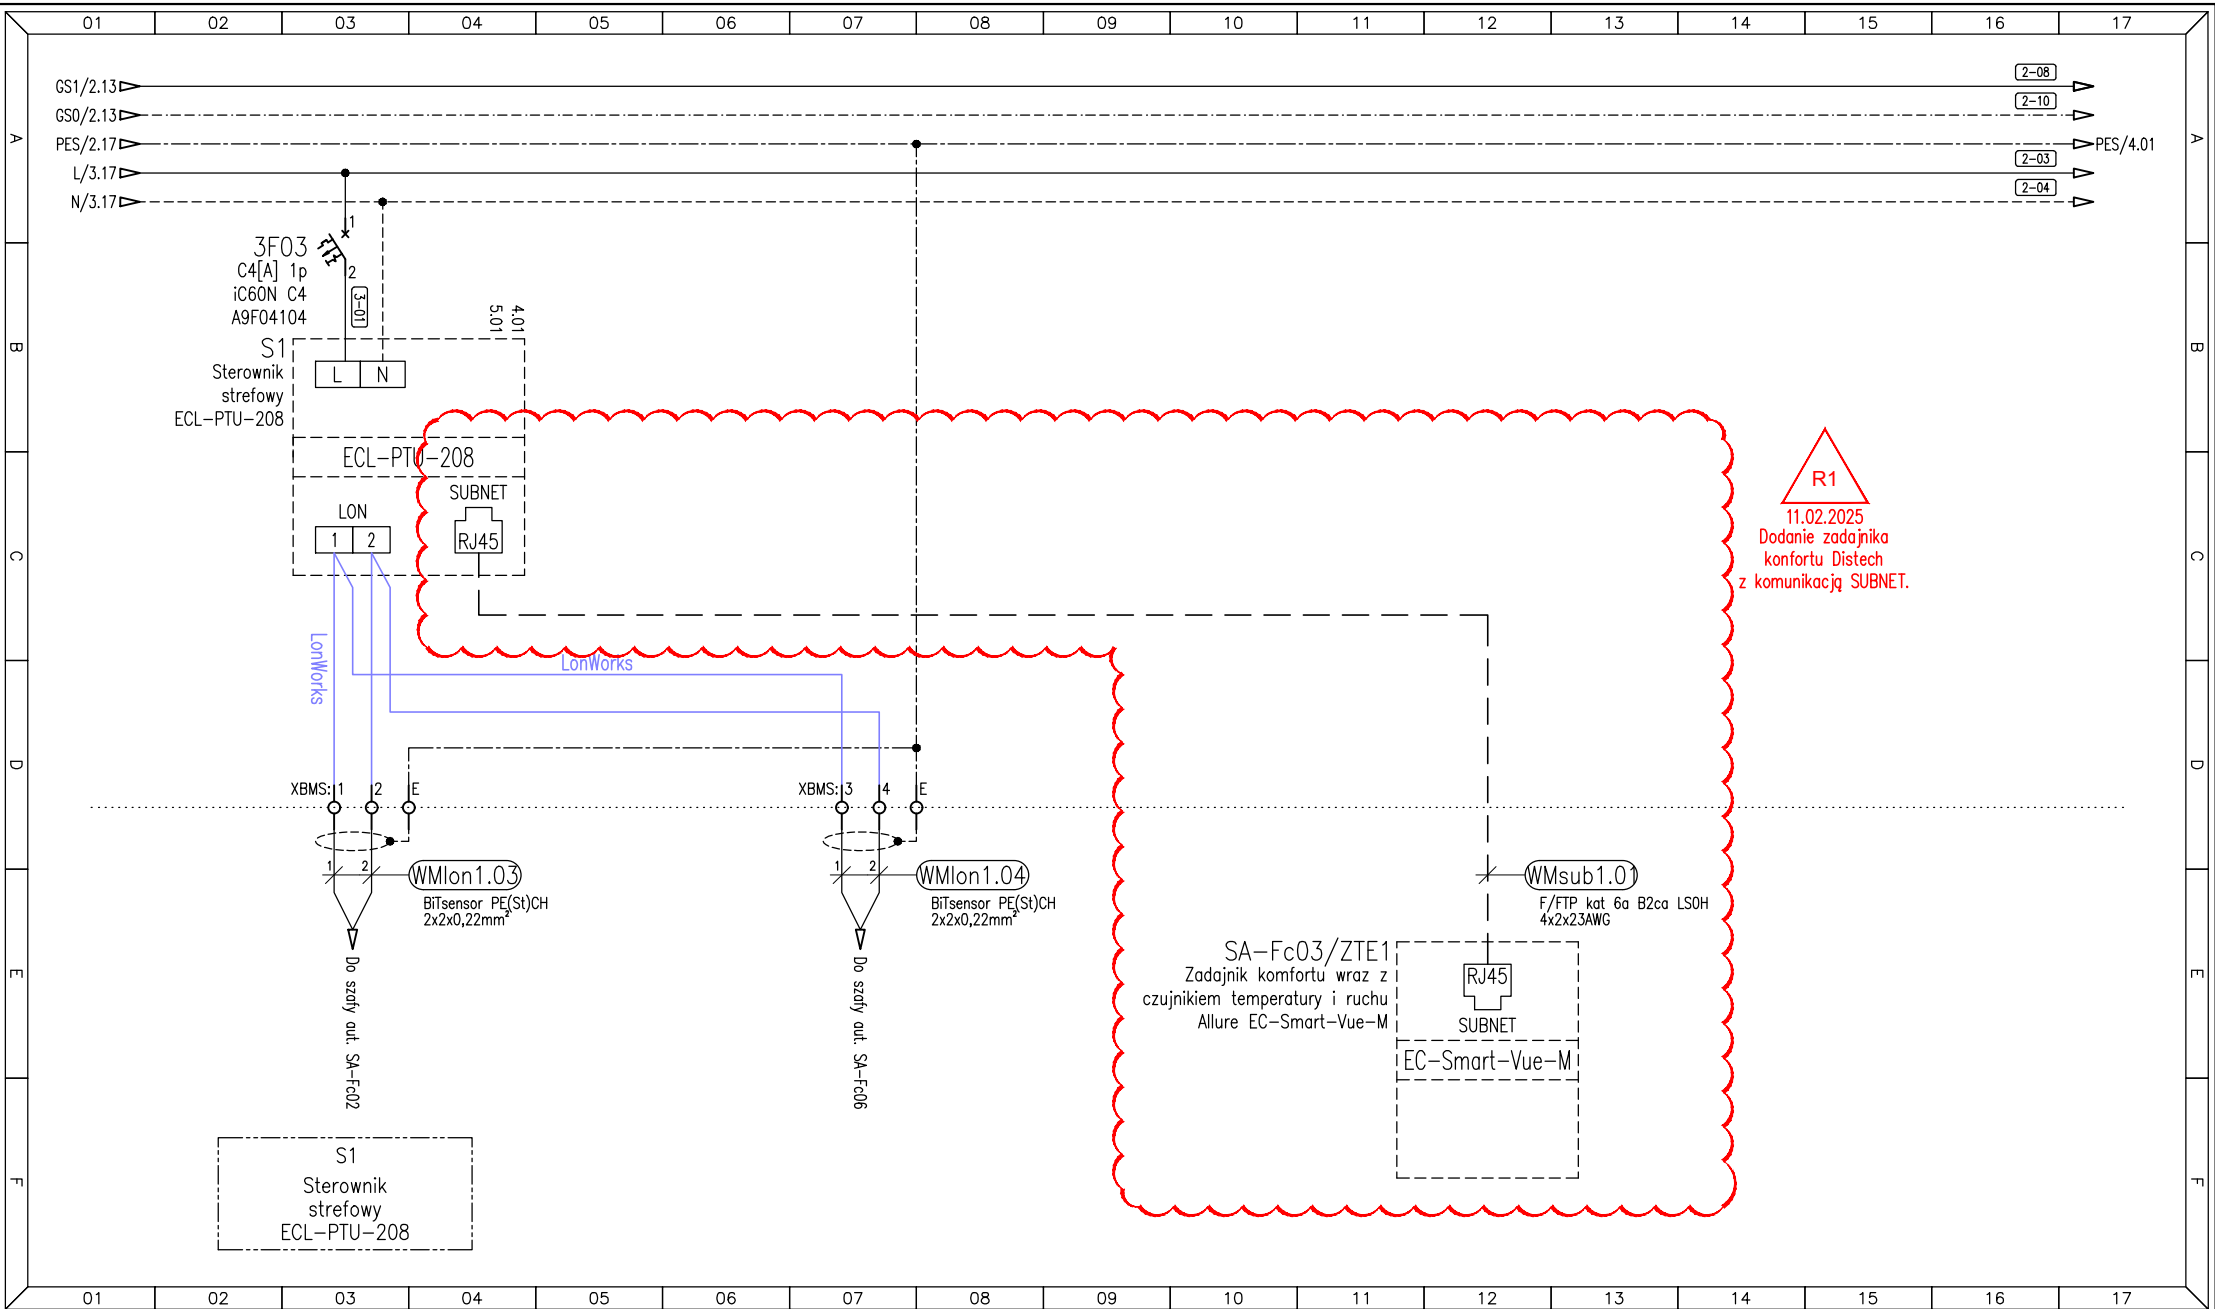 01 02 03 04 05 06 07 08 09 10 11 12 13 14 15 16 17
A
B
C
D
E
F
GS1/2.13
2-08
GS0/2.13
2-10
PES/2.17
PES/4.01
L/3.17
2-03
N/3.17
2-04
1
3F03
C4[A] 1p
iC60N C4
A9F04104
2
3-01
4.01
5.01
S1
Sterownik
strefowy
ECL-PTU-208
L N
ECL-PTU-208
SUBNET
RJ45
LON
1 2
R1
11.02.2025
Dodanie zadajnika
konfortu Distech
z komunikacją SUBNET.
LonWorks
LonWorks
XBMS: 1 2 E
XBMS: 3 4 E
1 2
WMlon1.03
BiTsensor PE(St)CH
2x2x0,22mm²
Do szafy aut. SA-Fc02
1 2
WMlon1.04
BiTsensor PE(St)CH
2x2x0,22mm²
Do szafy aut. SA-Fc06
WMsub1.01
F/FTP kat 6a B2ca LSOH
4x2x23AWG
SA-Fc03/ZTE1
Zadajnik komfortu wraz z
czujnikiem temperatury i ruchu
Allure EC-Smart-Vue-M
RJ45
SUBNET
EC-Smart-Vue-M
S1
Sterownik
strefowy
ECL-PTU-208
A
B
C
D
E
F
01 02 03 04 05 06 07 08 09 10 11 12 13 14 15 16 17